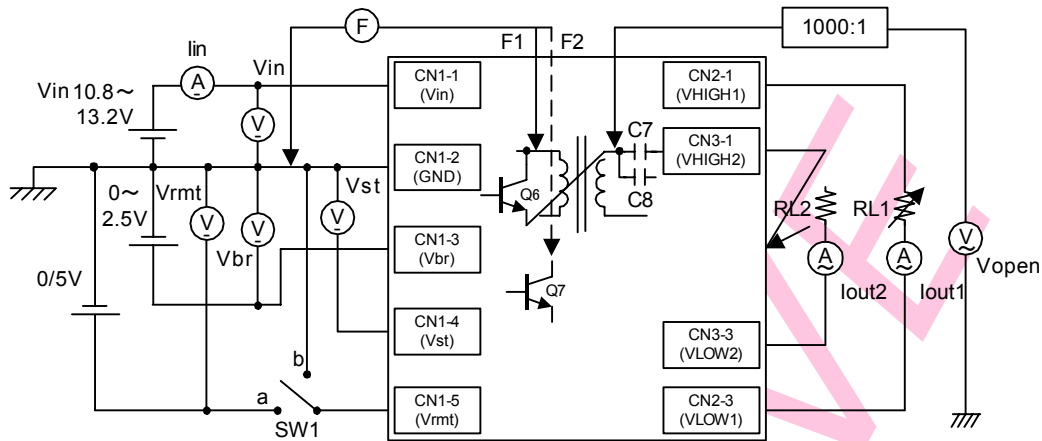 F
1000:1
F1
F2
Iin
Vin
A
CN1-1
(Vin)
CN2-1
(VHIGH1)
Vin 10.8～
13.2V
V
C7
CN3-1
(VHIGH2)
CN1-2
(GND)
Q6
C8
0～
2.5V
Vrmt
Vst
V
V
V
Vbr
CN1-3
(Vbr)
RL2
RL1
A
A
V
Vopen
0/5V
Q7
Iout2
Iout1
CN1-4
(Vst)
CN3-3
(VLOW2)
b
a
SW1
CN1-5
(Vrmt)
CN2-3
(VLOW1)